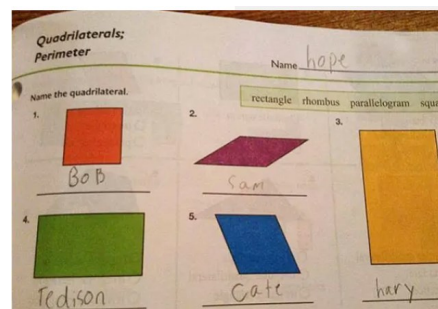 Quadrilaterals;
Perimeter
Name hope
Name the quadrilateral.
rectangle rhombus parallelogram squa
1.
2.
3.
BoB
Sam
4.
5.
Tedison
Cate
hary